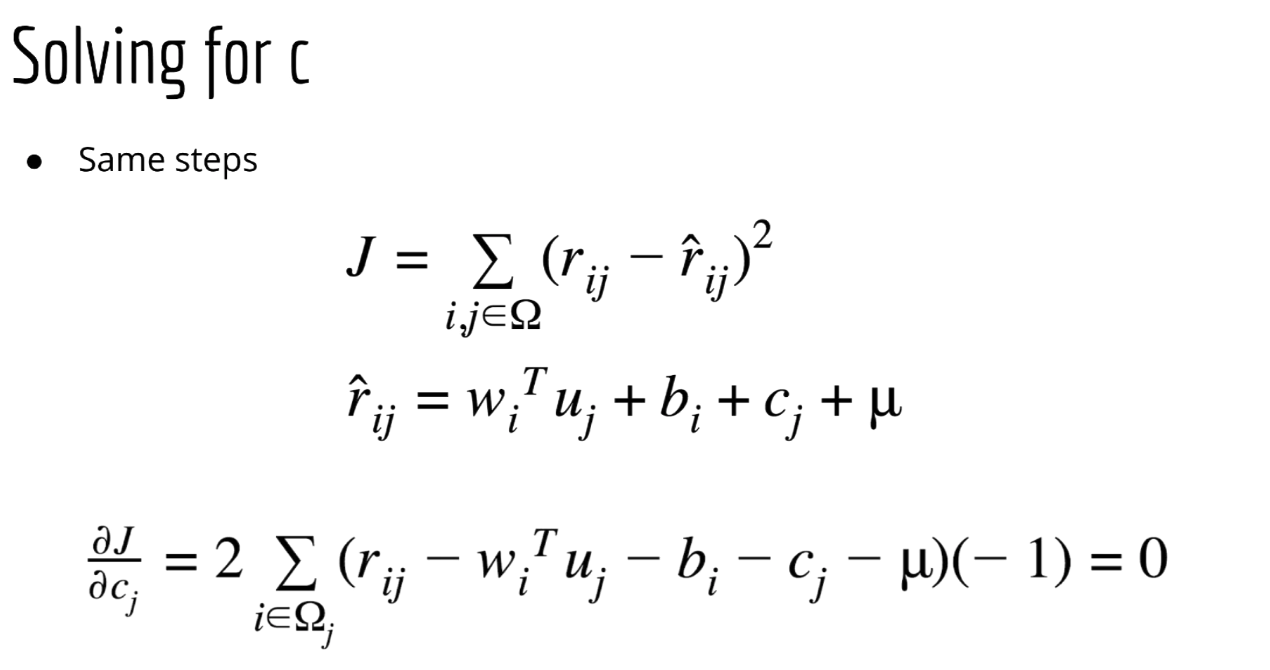 Solving for c
● Same steps
J = ∑_{i,j∈Ω} (r_{ij} − r̂_{ij})²
r̂_{ij} = w_i^T u_j + b_i + c_j + μ
∂J/∂c_j = 2 ∑_{i∈Ω_j} (r_{ij} − w_i^T u_j − b_i − c_j − μ)(− 1) = 0